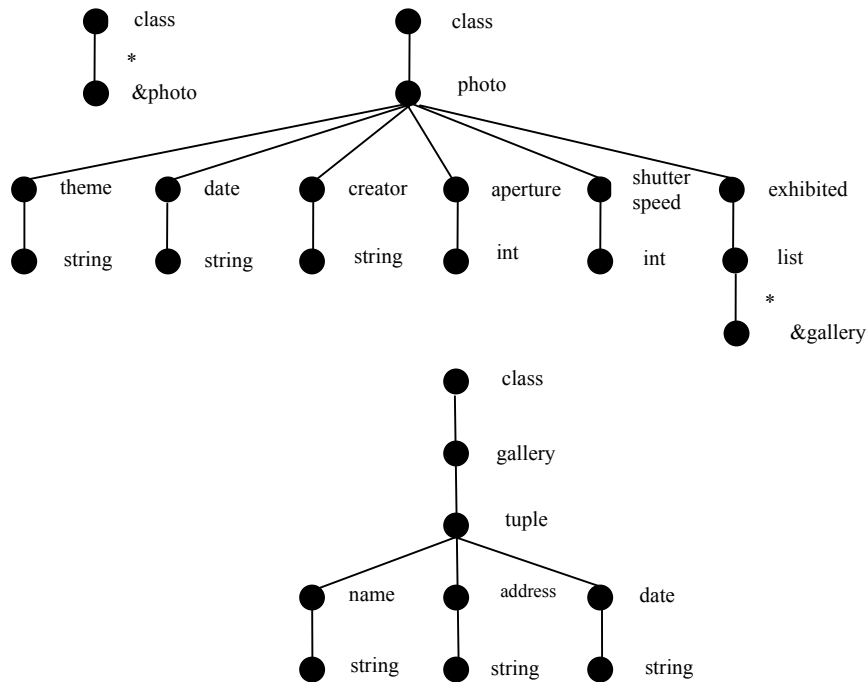 class
class
*
&photo
photo
theme
date
creator
aperture
shutter
speed
exhibited
string
string
string
int
int
list
*
&gallery
class
gallery
tuple
name
address
date
string
string
string